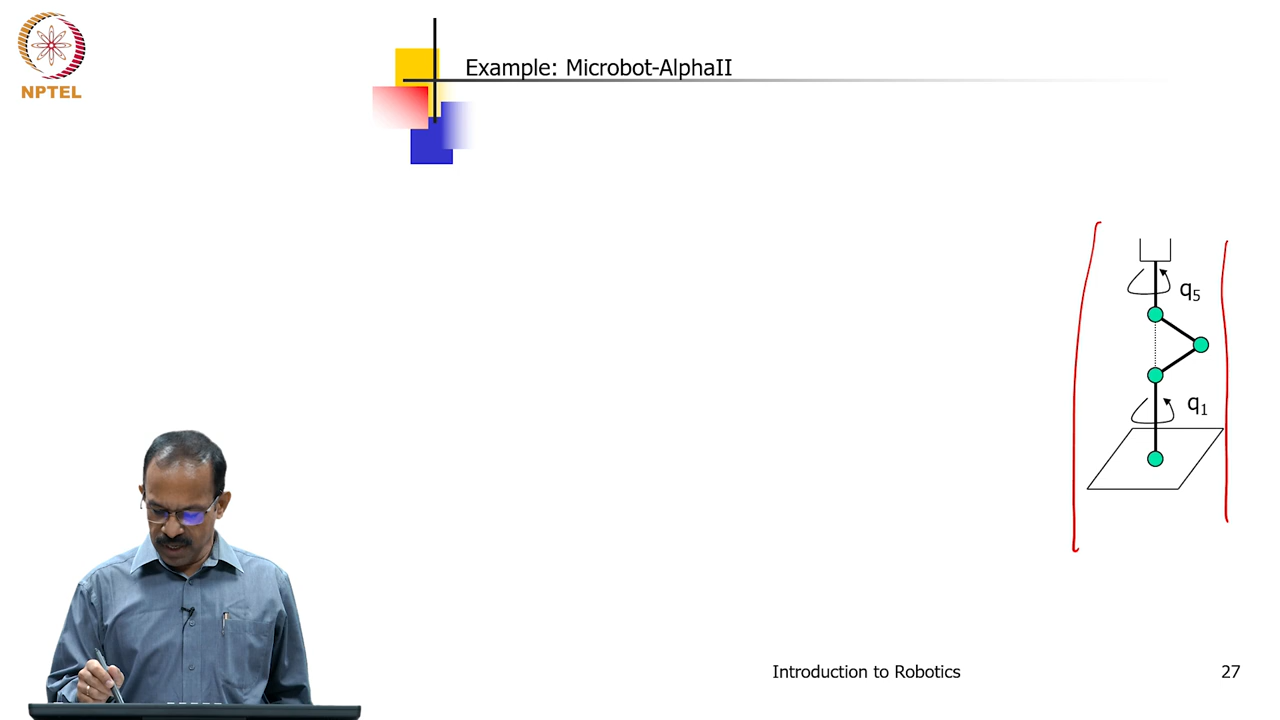 NPTEL
Example: Microbot-AlphaII
q5
q1
Introduction to Robotics
27